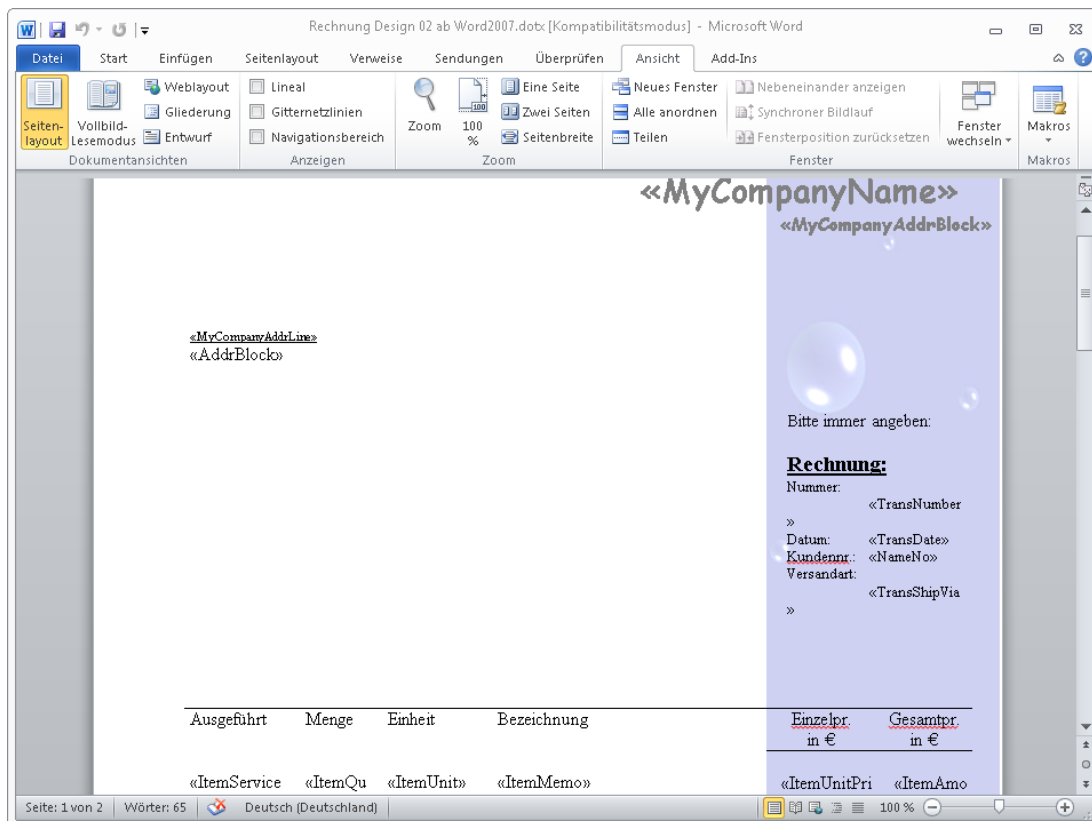 Rechnung Design 02 ab Word2007.dotx [Kompatibilitätsmodus] - Microsoft Word
Datei Start Einfügen Seitenlayout Verweise Sendungen Überprüfen Ansicht Add-Ins
Seiten-
layout
Vollbild-
Lesemodus
Weblayout
Gliederung
Entwurf
Dokumentansichten
Lineal
Gitternetzlinien
Navigationsbereich
Anzeigen
Zoom
100
%
Eine Seite
Zwei Seiten
Seitenbreite
Zoom
Neues Fenster
Alle anordnen
Teilen
Nebeneinander anzeigen
Synchroner Bildlauf
Fensterposition zurücksetzen
Fenster
wechseln
Fenster
Makros
Makros
«MyCompanyName»
«MyCompanyAddrBlock»
«MyCompanyAddrLine»
«AddrBlock»
Bitte immer angeben:
Rechnung:
Nummer:
«TransNumber
»
Datum: «TransDate»
Kundennr.: «NameNo»
Versandart:
«TransShipVia
»
Ausgeführt Menge Einheit Bezeichnung Einzelpr. Gesamtpr.
in € in €
«ItemService «ItemQu «ItemUnit» «ItemMemo» «ItemUnitPri «ItemAmo
Seite: 1 von 2 Wörter: 65 Deutsch (Deutschland) 100 %